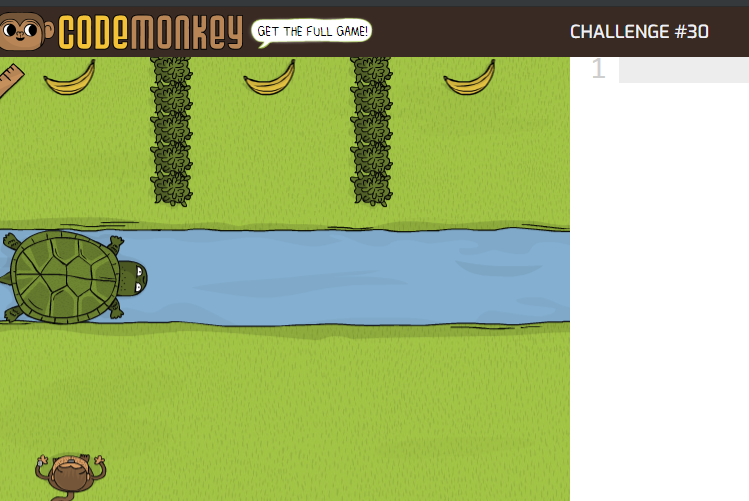 CODEMONKEY
GET THE FULL GAME!
CHALLENGE #30
1